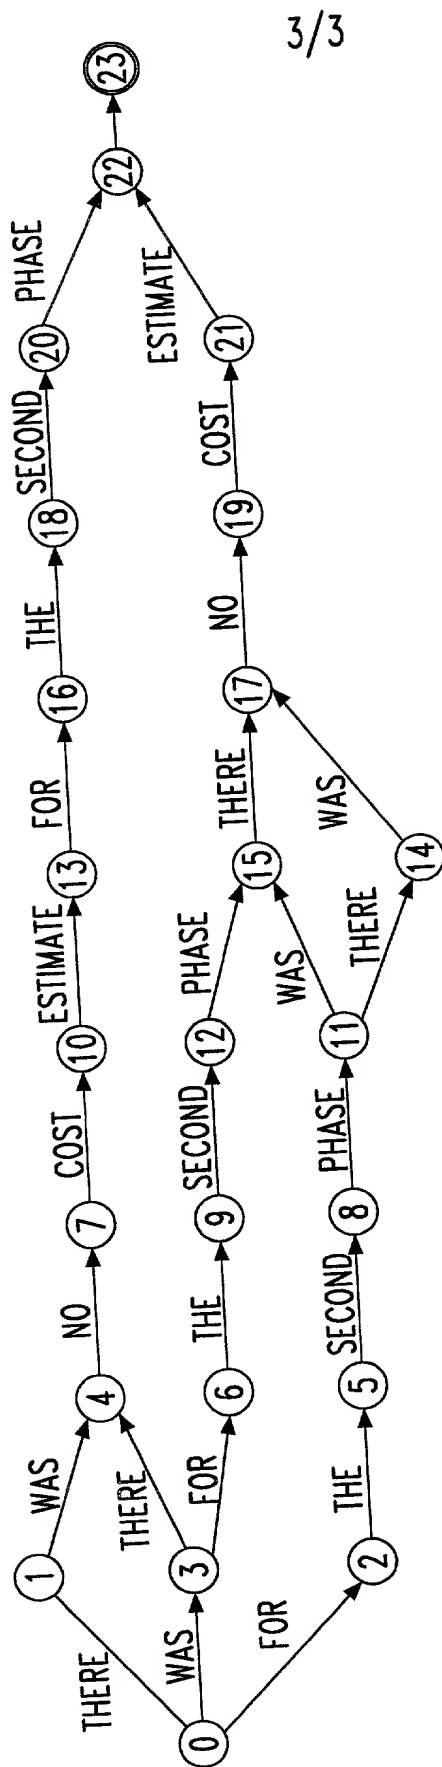 3/3
0
THERE
1
WAS
WAS
3
THERE
4
NO
7
COST
10
ESTIMATE
13
FOR
16
THE
18
SECOND
20
PHASE
22
23
FOR
6
THE
9
SECOND
12
PHASE
15
THERE
17
NO
19
COST
21
ESTIMATE
FOR
2
THE
5
SECOND
8
PHASE
11
WAS
THERE
14
WAS